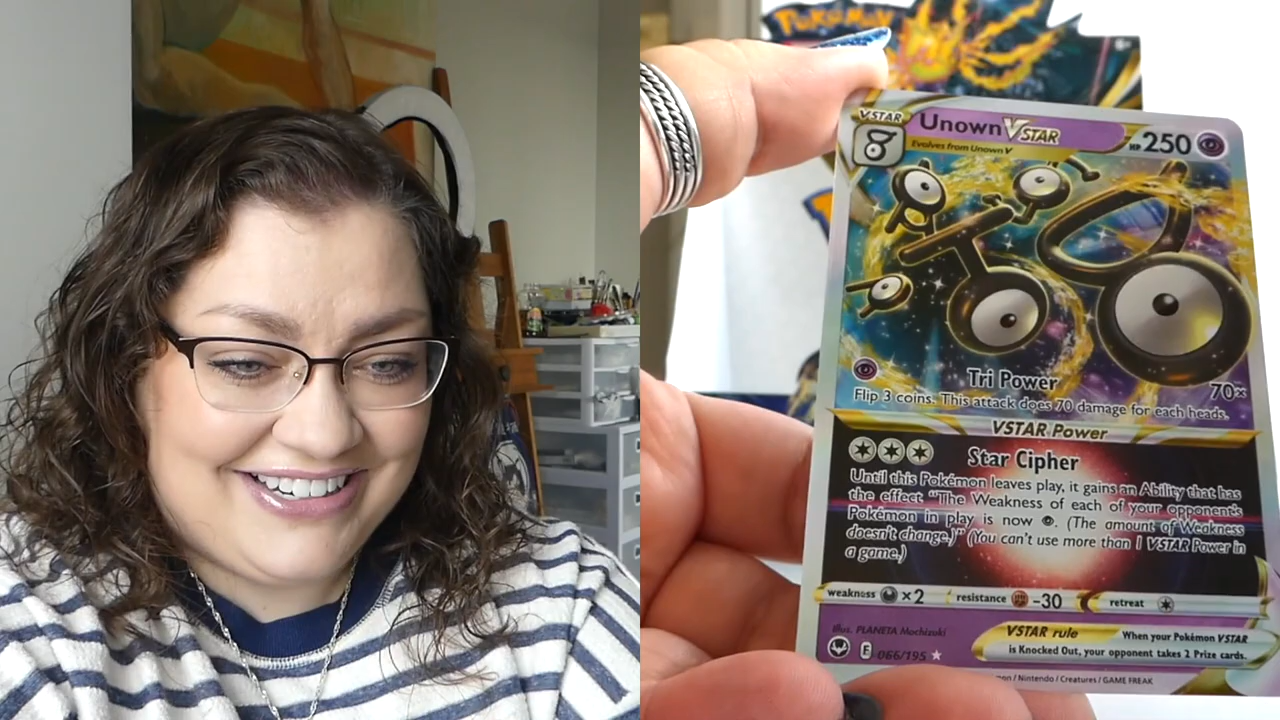 POKÉMON
VSTAR
Unown VSTAR
HP 250
Evolves from Unown V
Tri Power
70×
Flip 3 coins. This attack does 70 damage for each heads.
VSTAR Power
Star Cipher
Until this Pokémon leaves play, it gains an Ability that has
the effect “The Weakness of each of your opponent's
Pokémon in play is now . (The amount of Weakness
doesn't change.)” (You can't use more than 1 VSTAR Power in
a game.)
weakness ×2 resistance -30 retreat
Illus. PLANETA Mochizuki
E 066/195
VSTAR rule When your Pokémon VSTAR
is Knocked Out, your opponent takes 2 Prize cards.
/ Nintendo / Creatures / GAME FREAK